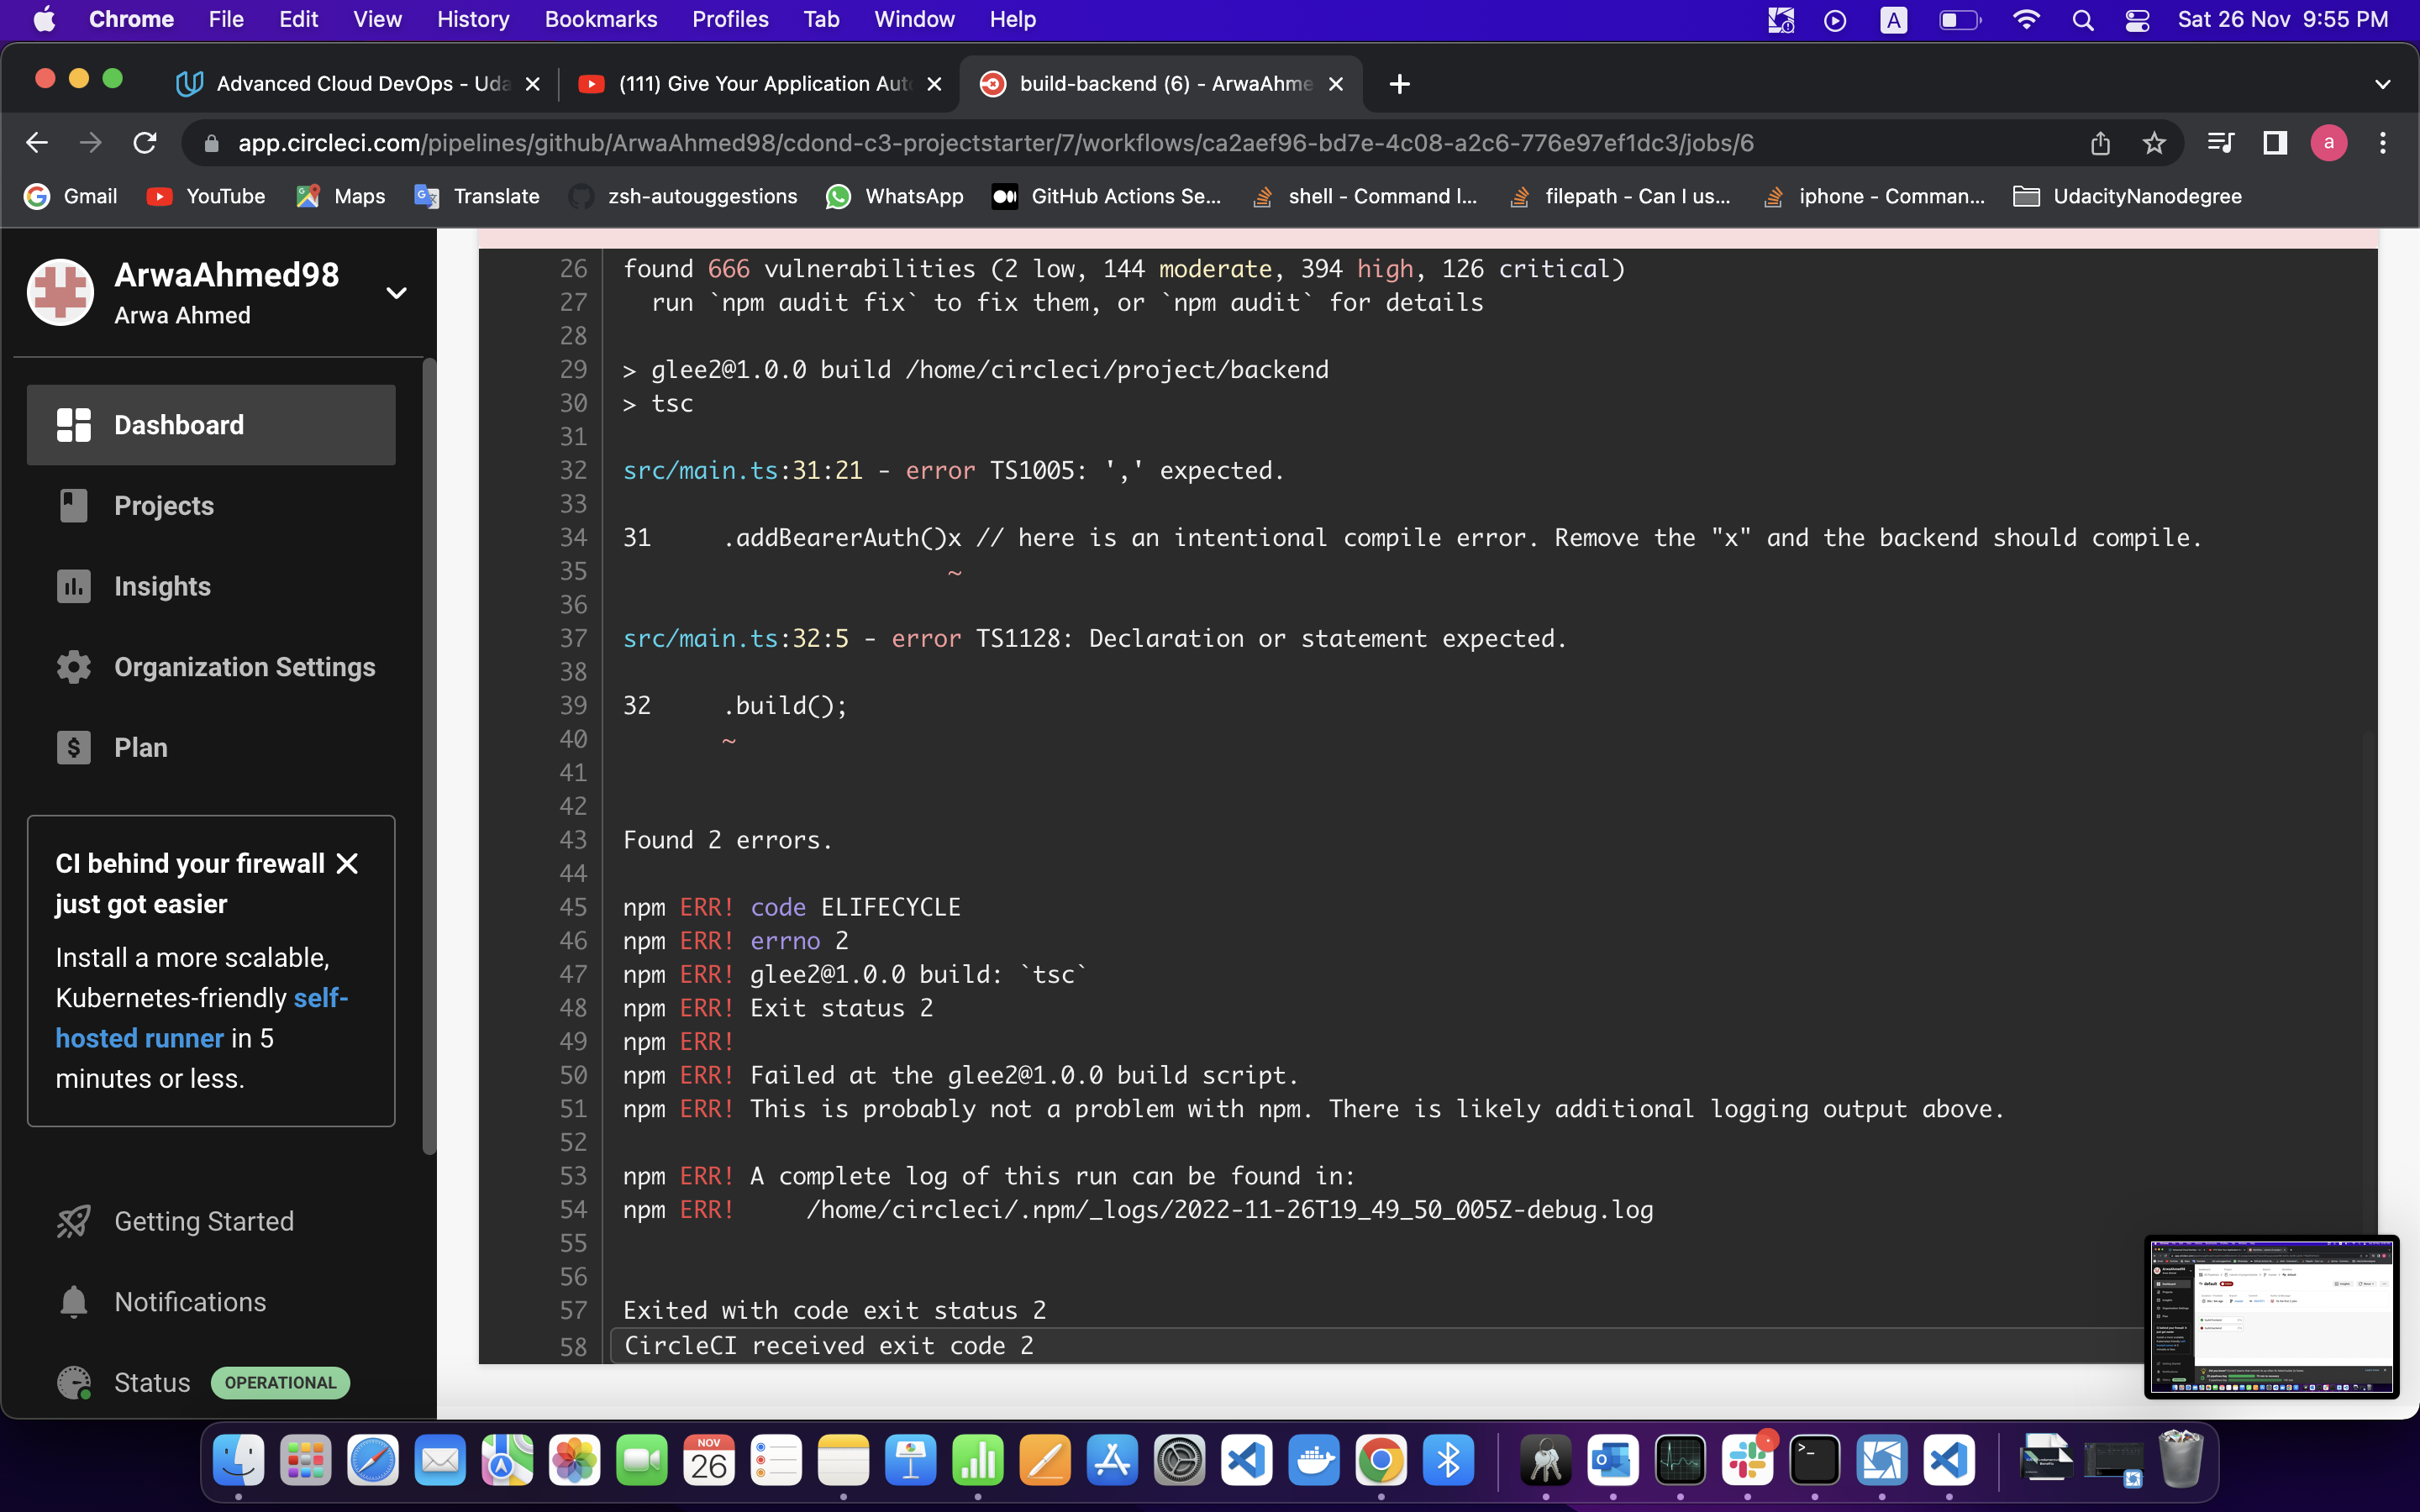 Chrome File Edit View History Bookmarks Profiles Tab Window Help A Sat 26 Nov 9:55 PM
Advanced Cloud DevOps - Uda (111) Give Your Application Aut build-backend (6) - ArwaAhme
app.circleci.com/pipelines/github/ArwaAhmed98/cdond-c3-projectstarter/7/workflows/ca2aef96-bd7e-4c08-a2c6-776e97ef1dc3/jobs/6 a
Gmail YouTube Maps Translate zsh-autouggestions WhatsApp GitHub Actions Se... shell - Command l... filepath - Can I us... iphone - Comman... UdacityNanodegree
ArwaAhmed98
Arwa Ahmed
Dashboard
Projects
Insights
Organization Settings
Plan
CI behind your firewall
just got easier
Install a more scalable,
Kubernetes-friendly self-
hosted runner in 5
minutes or less.
Getting Started
Notifications
Status OPERATIONAL
26 found 666 vulnerabilities (2 low, 144 moderate, 394 high, 126 critical)
27 run `npm audit fix` to fix them, or `npm audit` for details
28
29 > glee2@1.0.0 build /home/circleci/project/backend
30 > tsc
31
32 src/main.ts:31:21 - error TS1005: ',' expected.
33
34 31 .addBearerAuth()x // here is an intentional compile error. Remove the "x" and the backend should compile.
35 ~
36
37 src/main.ts:32:5 - error TS1128: Declaration or statement expected.
38
39 32 .build();
40 ~
41
42
43 Found 2 errors.
44
45 npm ERR! code ELIFECYCLE
46 npm ERR! errno 2
47 npm ERR! glee2@1.0.0 build: `tsc`
48 npm ERR! Exit status 2
49 npm ERR!
50 npm ERR! Failed at the glee2@1.0.0 build script.
51 npm ERR! This is probably not a problem with npm. There is likely additional logging output above.
52
53 npm ERR! A complete log of this run can be found in:
54 npm ERR! /home/circleci/.npm/_logs/2022-11-26T19_49_50_005Z-debug.log
55
56
57 Exited with code exit status 2
58 CircleCI received exit code 2
NOV
26